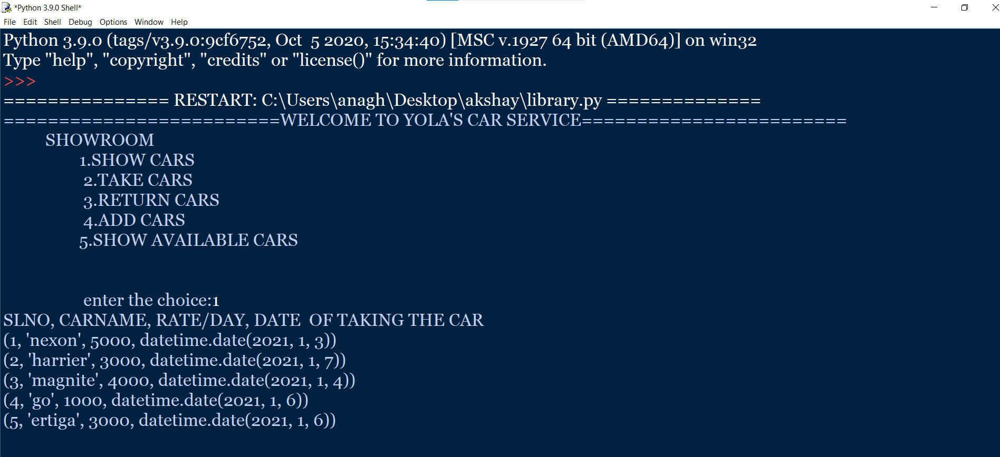 *Python 3.9.0 Shell*
File Edit Shell Debug Options Window Help
Python 3.9.0 (tags/v3.9.0:9cf6752, Oct  5 2020, 15:34:40) [MSC v.1927 64 bit (AMD64)] on win32
Type "help", "copyright", "credits" or "license()" for more information.
>>>
=============== RESTART: C:\Users\anagh\Desktop\akshay\library.py ==============
=========================WELCOME TO YOLA'S CAR SERVICE========================
SHOWROOM
1.SHOW CARS
2.TAKE CARS
3.RETURN CARS
4.ADD CARS
5.SHOW AVAILABLE CARS
enter the choice:1
SLNO, CARNAME, RATE/DAY, DATE  OF TAKING THE CAR
(1, 'nexon', 5000, datetime.date(2021, 1, 3))
(2, 'harrier', 3000, datetime.date(2021, 1, 7))
(3, 'magnite', 4000, datetime.date(2021, 1, 4))
(4, 'go', 1000, datetime.date(2021, 1, 6))
(5, 'ertiga', 3000, datetime.date(2021, 1, 6))